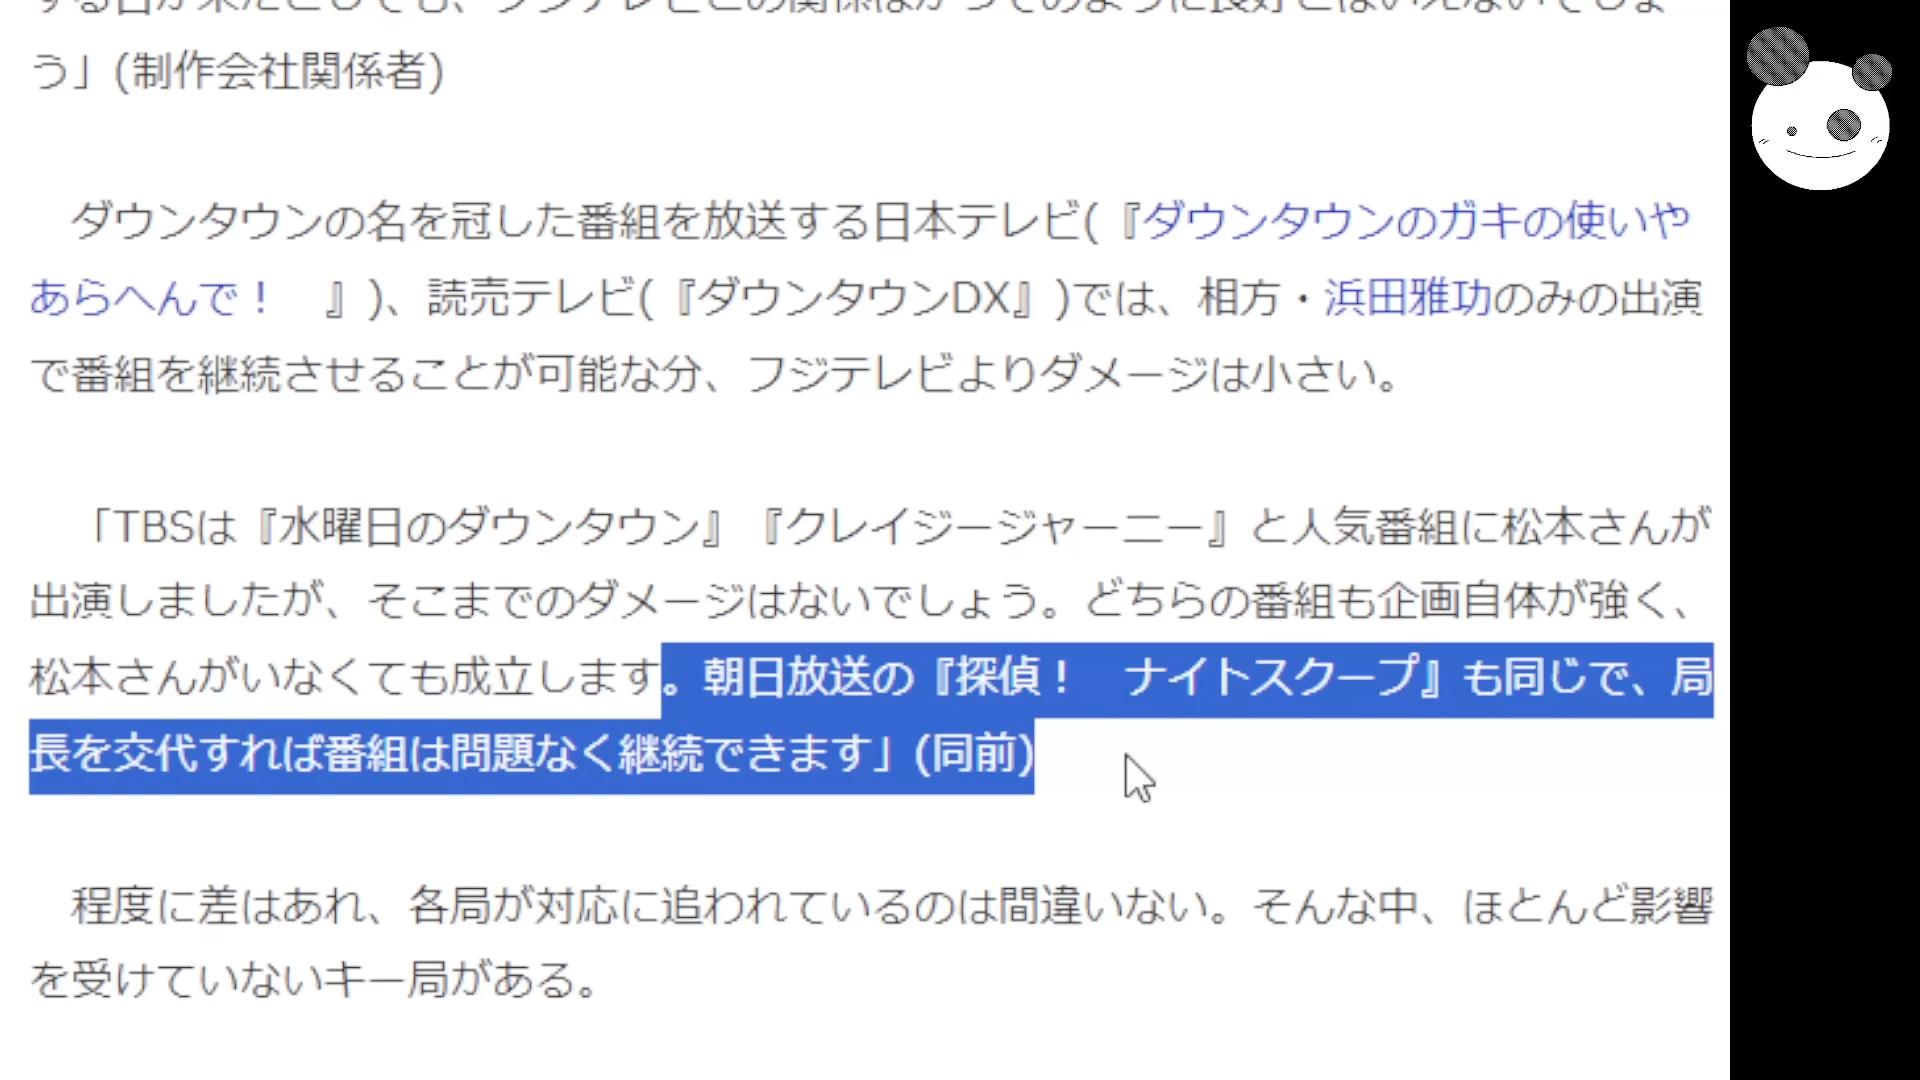 う」(制作会社関係者)
ダウンタウンの名を冠した番組を放送する日本テレビ(『ダウンタウンのガキの使いや
あらへんで！　』)、読売テレビ(『ダウンタウンDX』)では、相方・浜田雅功のみの出演
で番組を継続させることが可能な分、フジテレビよりダメージは小さい。
「TBSは『水曜日のダウンタウン』『クレイジージャーニー』と人気番組に松本さんが
出演しましたが、そこまでのダメージはないでしょう。どちらの番組も企画自体が強く、
松本さんがいなくても成立します。朝日放送の『探偵！　ナイトスクープ』も同じで、局
長を交代すれば番組は問題なく継続できます」(同前)
程度に差はあれ、各局が対応に追われているのは間違いない。そんな中、ほとんど影響
を受けていないキー局がある。